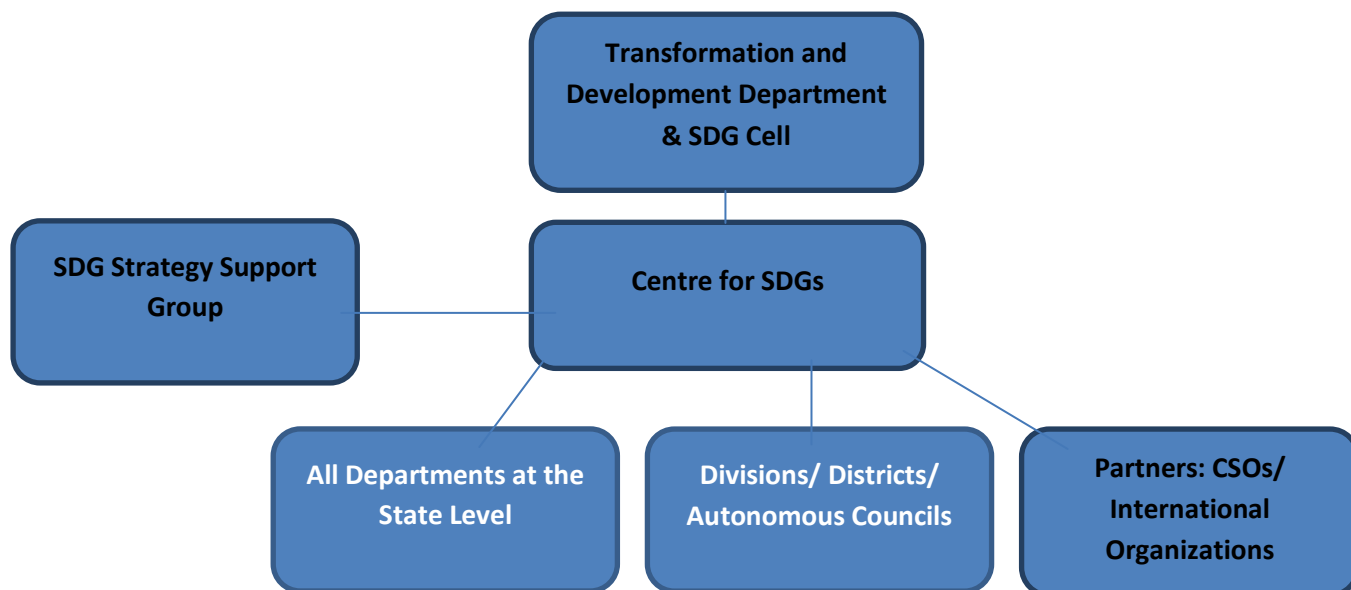 Transformation and
Development Department
& SDG Cell
SDG Strategy Support
Group
Centre for SDGs
All Departments at the
State Level
Divisions/ Districts/
Autonomous Councils
Partners: CSOs/
International
Organizations